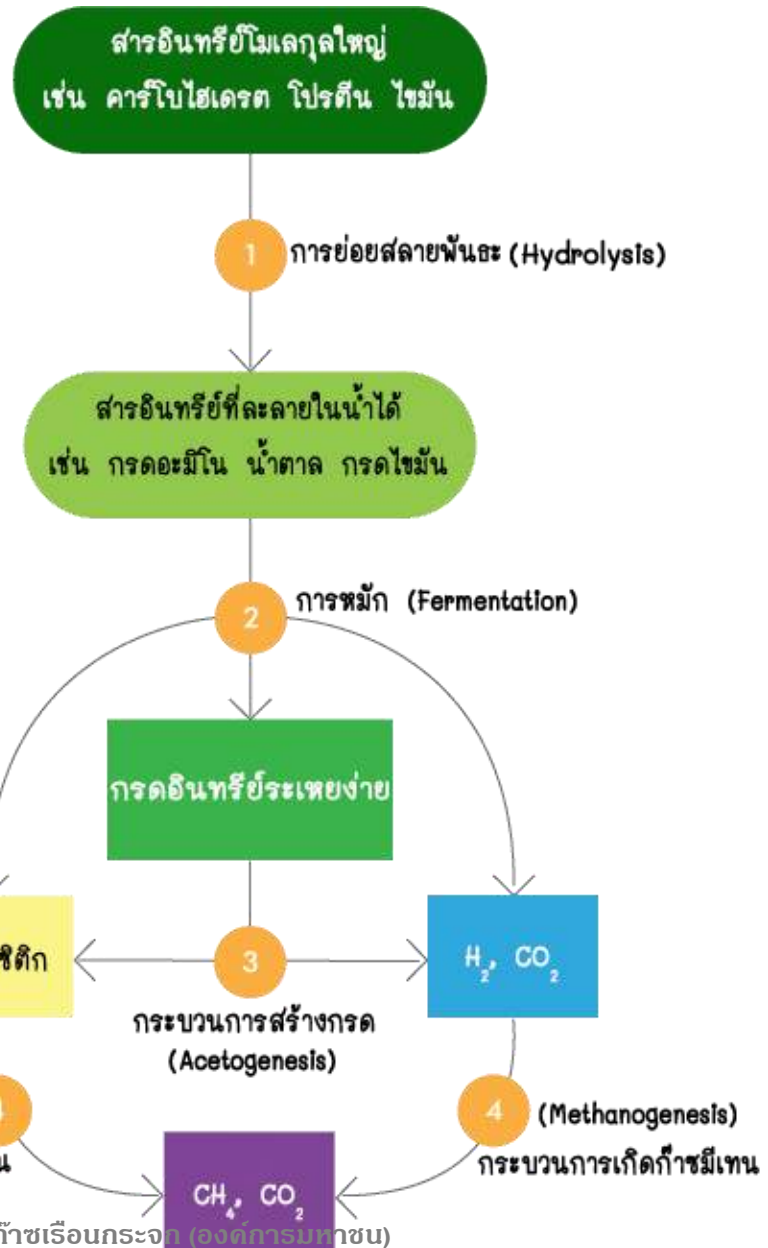 สารอินทรีย์โมเลกุลใหญ่
เช่น คาร์โบไฮเดรต โปรตีน ไขมัน
1
การย่อยสลายพันธะ (Hydrolysis)
สารอินทรีย์ที่ละลายในน้ำได้
เช่น กรดอะมิโน น้ำตาล กรดไขมัน
2
การหมัก (Fermentation)
กรดอินทรีย์ระเหยง่าย
ซิติก
3
H₂, CO₂
กระบวนการสร้างกรด
(Acetogenesis)
4
(Methanogenesis)
กระบวนการเกิดก๊าซมีเทน
CH₄, CO₂
ก๊าซเรือนกระจก (องค์การมหาชน)